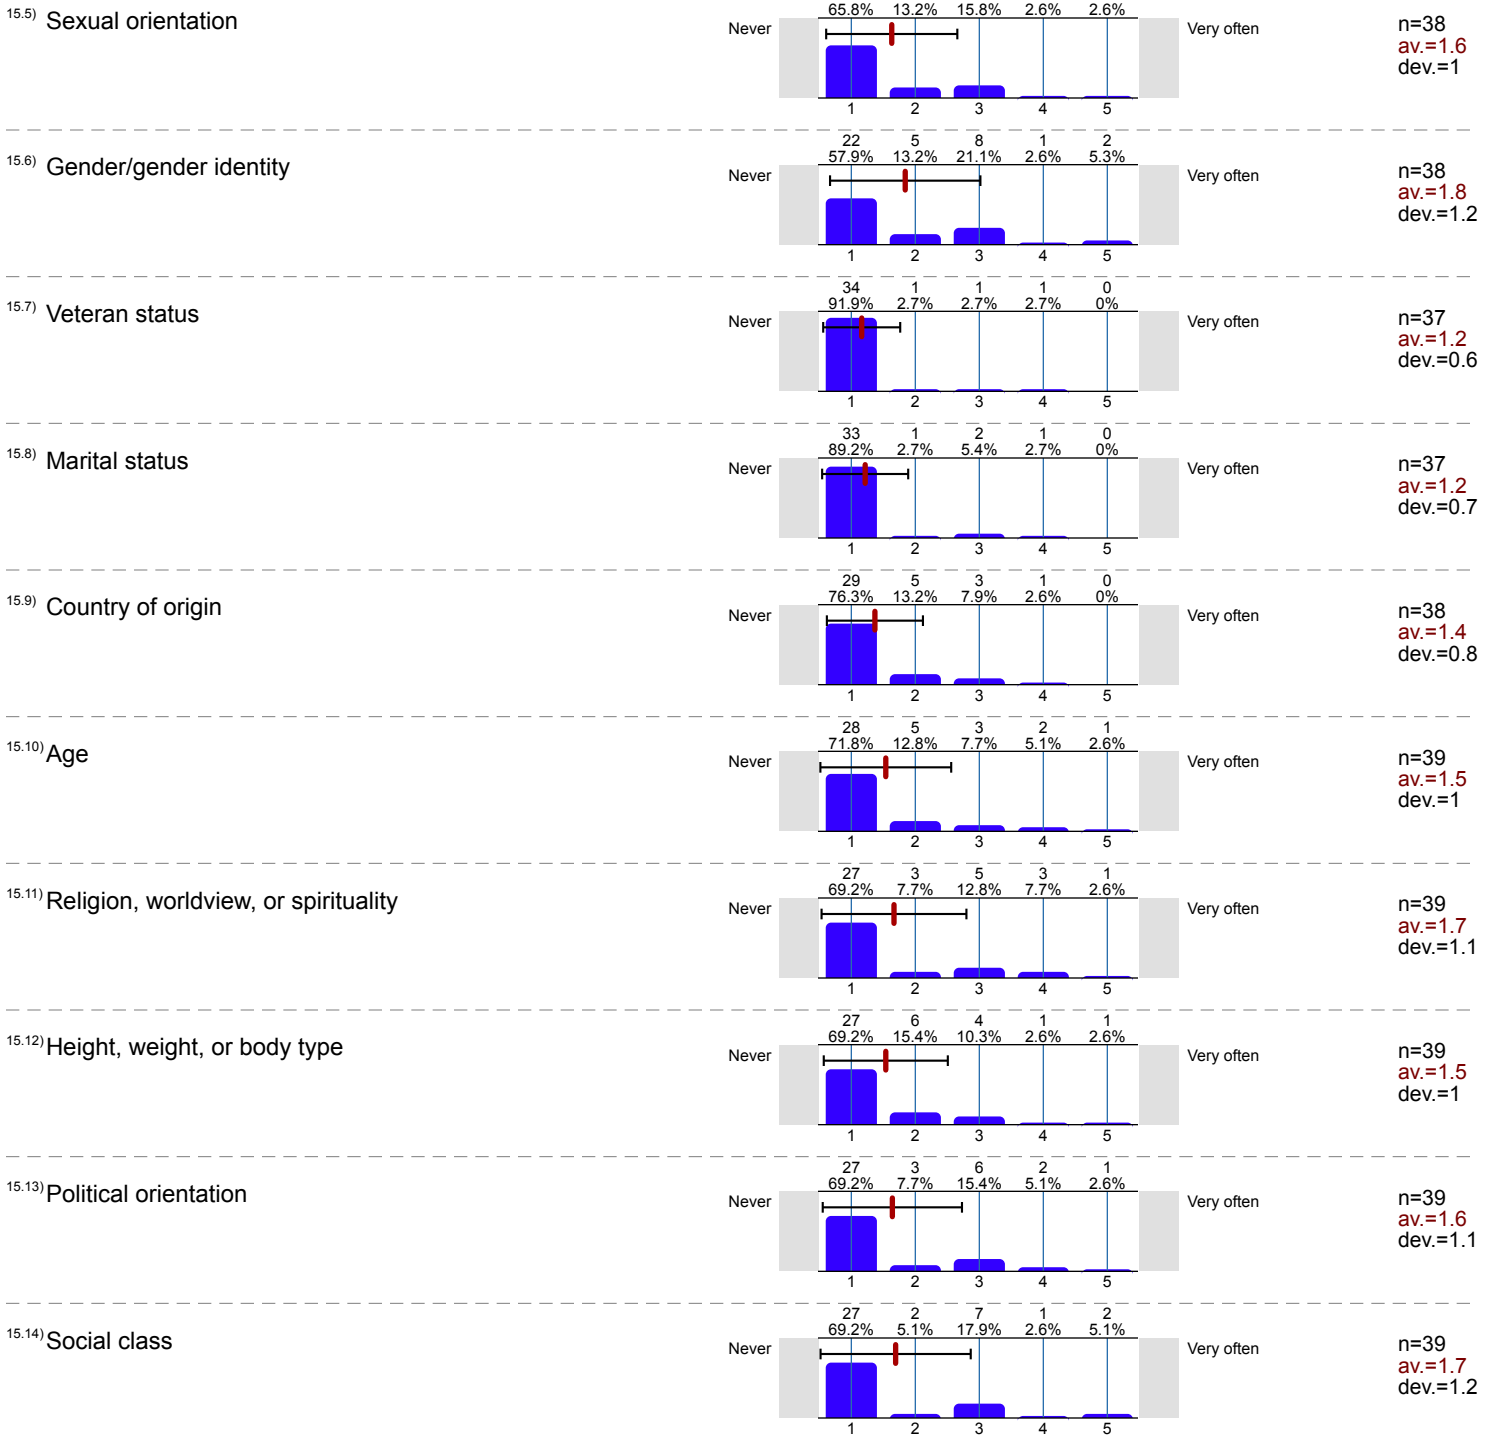 65.8% 13.2% 15.8% 2.6% 2.6%
15.5) Sexual orientation Never Very often n=38
av.=1.6
dev.=1
1 2 3 4 5
22 5 8 1 2
57.9% 13.2% 21.1% 2.6% 5.3%
15.6) Gender/gender identity Never Very often n=38
av.=1.8
dev.=1.2
1 2 3 4 5
34 1 1 1 0
91.9% 2.7% 2.7% 2.7% 0%
15.7) Veteran status Never Very often n=37
av.=1.2
dev.=0.6
1 2 3 4 5
33 1 2 1 0
89.2% 2.7% 5.4% 2.7% 0%
15.8) Marital status Never Very often n=37
av.=1.2
dev.=0.7
1 2 3 4 5
29 5 3 1 0
76.3% 13.2% 7.9% 2.6% 0%
15.9) Country of origin Never Very often n=38
av.=1.4
dev.=0.8
1 2 3 4 5
28 5 3 2 1
71.8% 12.8% 7.7% 5.1% 2.6%
15.10) Age Never Very often n=39
av.=1.5
dev.=1
1 2 3 4 5
27 3 5 3 1
69.2% 7.7% 12.8% 7.7% 2.6%
15.11) Religion, worldview, or spirituality Never Very often n=39
av.=1.7
dev.=1.1
1 2 3 4 5
27 6 4 1 1
69.2% 15.4% 10.3% 2.6% 2.6%
15.12) Height, weight, or body type Never Very often n=39
av.=1.5
dev.=1
1 2 3 4 5
27 3 6 2 1
69.2% 7.7% 15.4% 5.1% 2.6%
15.13) Political orientation Never Very often n=39
av.=1.6
dev.=1.1
1 2 3 4 5
27 2 7 1 2
69.2% 5.1% 17.9% 2.6% 5.1%
15.14) Social class Never Very often n=39
av.=1.7
dev.=1.2
1 2 3 4 5